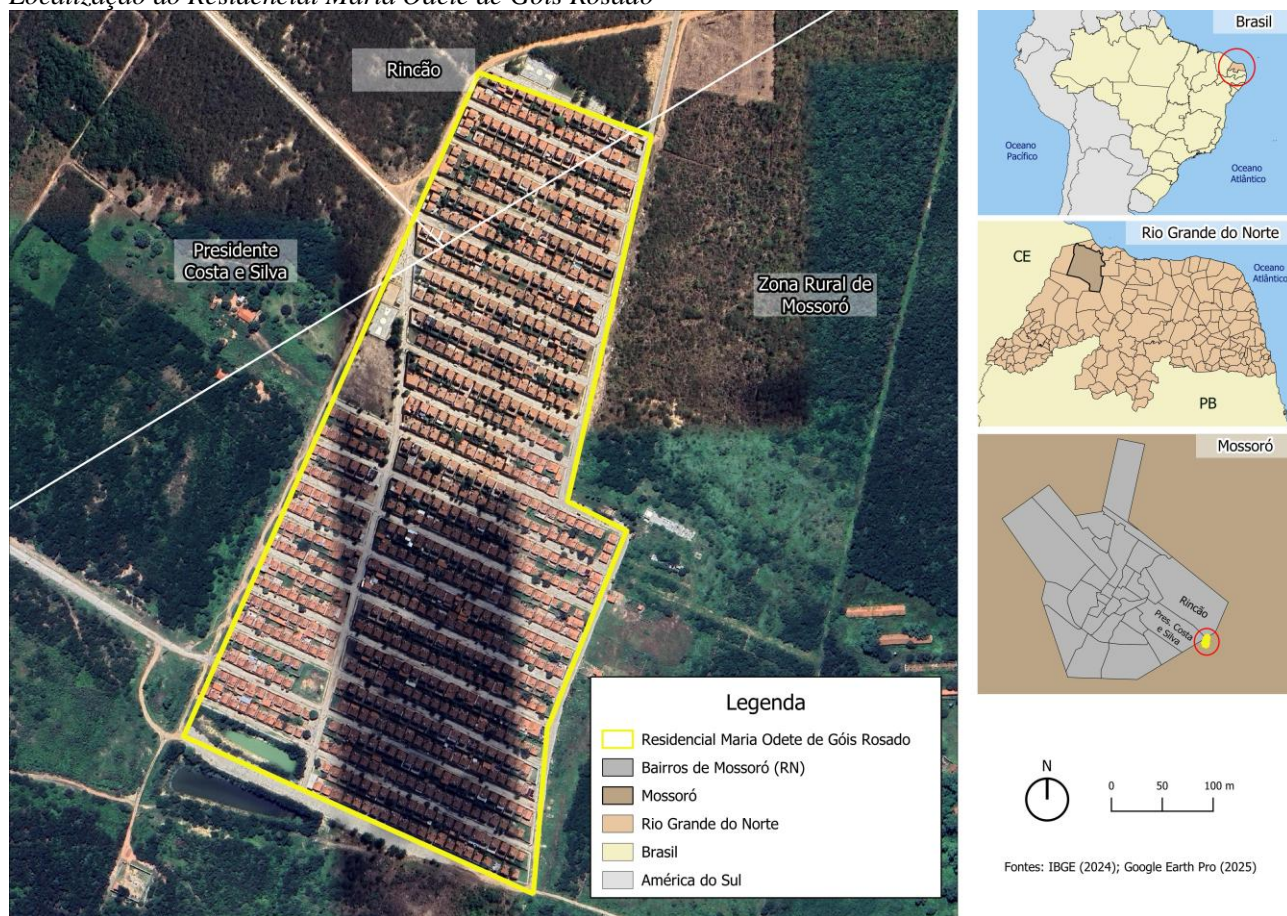 Localização do Residencial Maria Odete de Góis Rosado
Rincão
Presidente
Costa e Silva
Zona Rural de
Mossoró
Legenda
Residencial Maria Odete de Góis Rosado
Bairros de Mossoró (RN)
Mossoró
Rio Grande do Norte
Brasil
América do Sul
Brasil
Oceano
Pacífico
Oceano
Atlântico
Rio Grande do Norte
CE
Oceano
Atlântico
PB
Mossoró
Rincão
Pres. Costa
e Silva
N
0 50 100 m
Fontes: IBGE (2024); Google Earth Pro (2025)